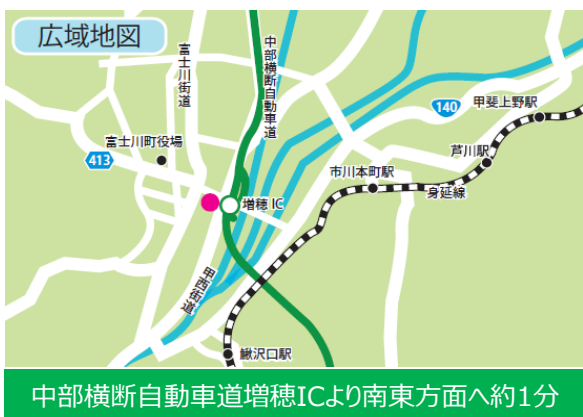 広域地図
富士川街道
中部横断自動車道
140
甲斐上野駅
富士川町役場
芦川駅
413
市川本町駅
身延線
増穂 IC
甲西街道
鰍沢口駅
中部横断自動車道増穂ICより南東方面へ約1分